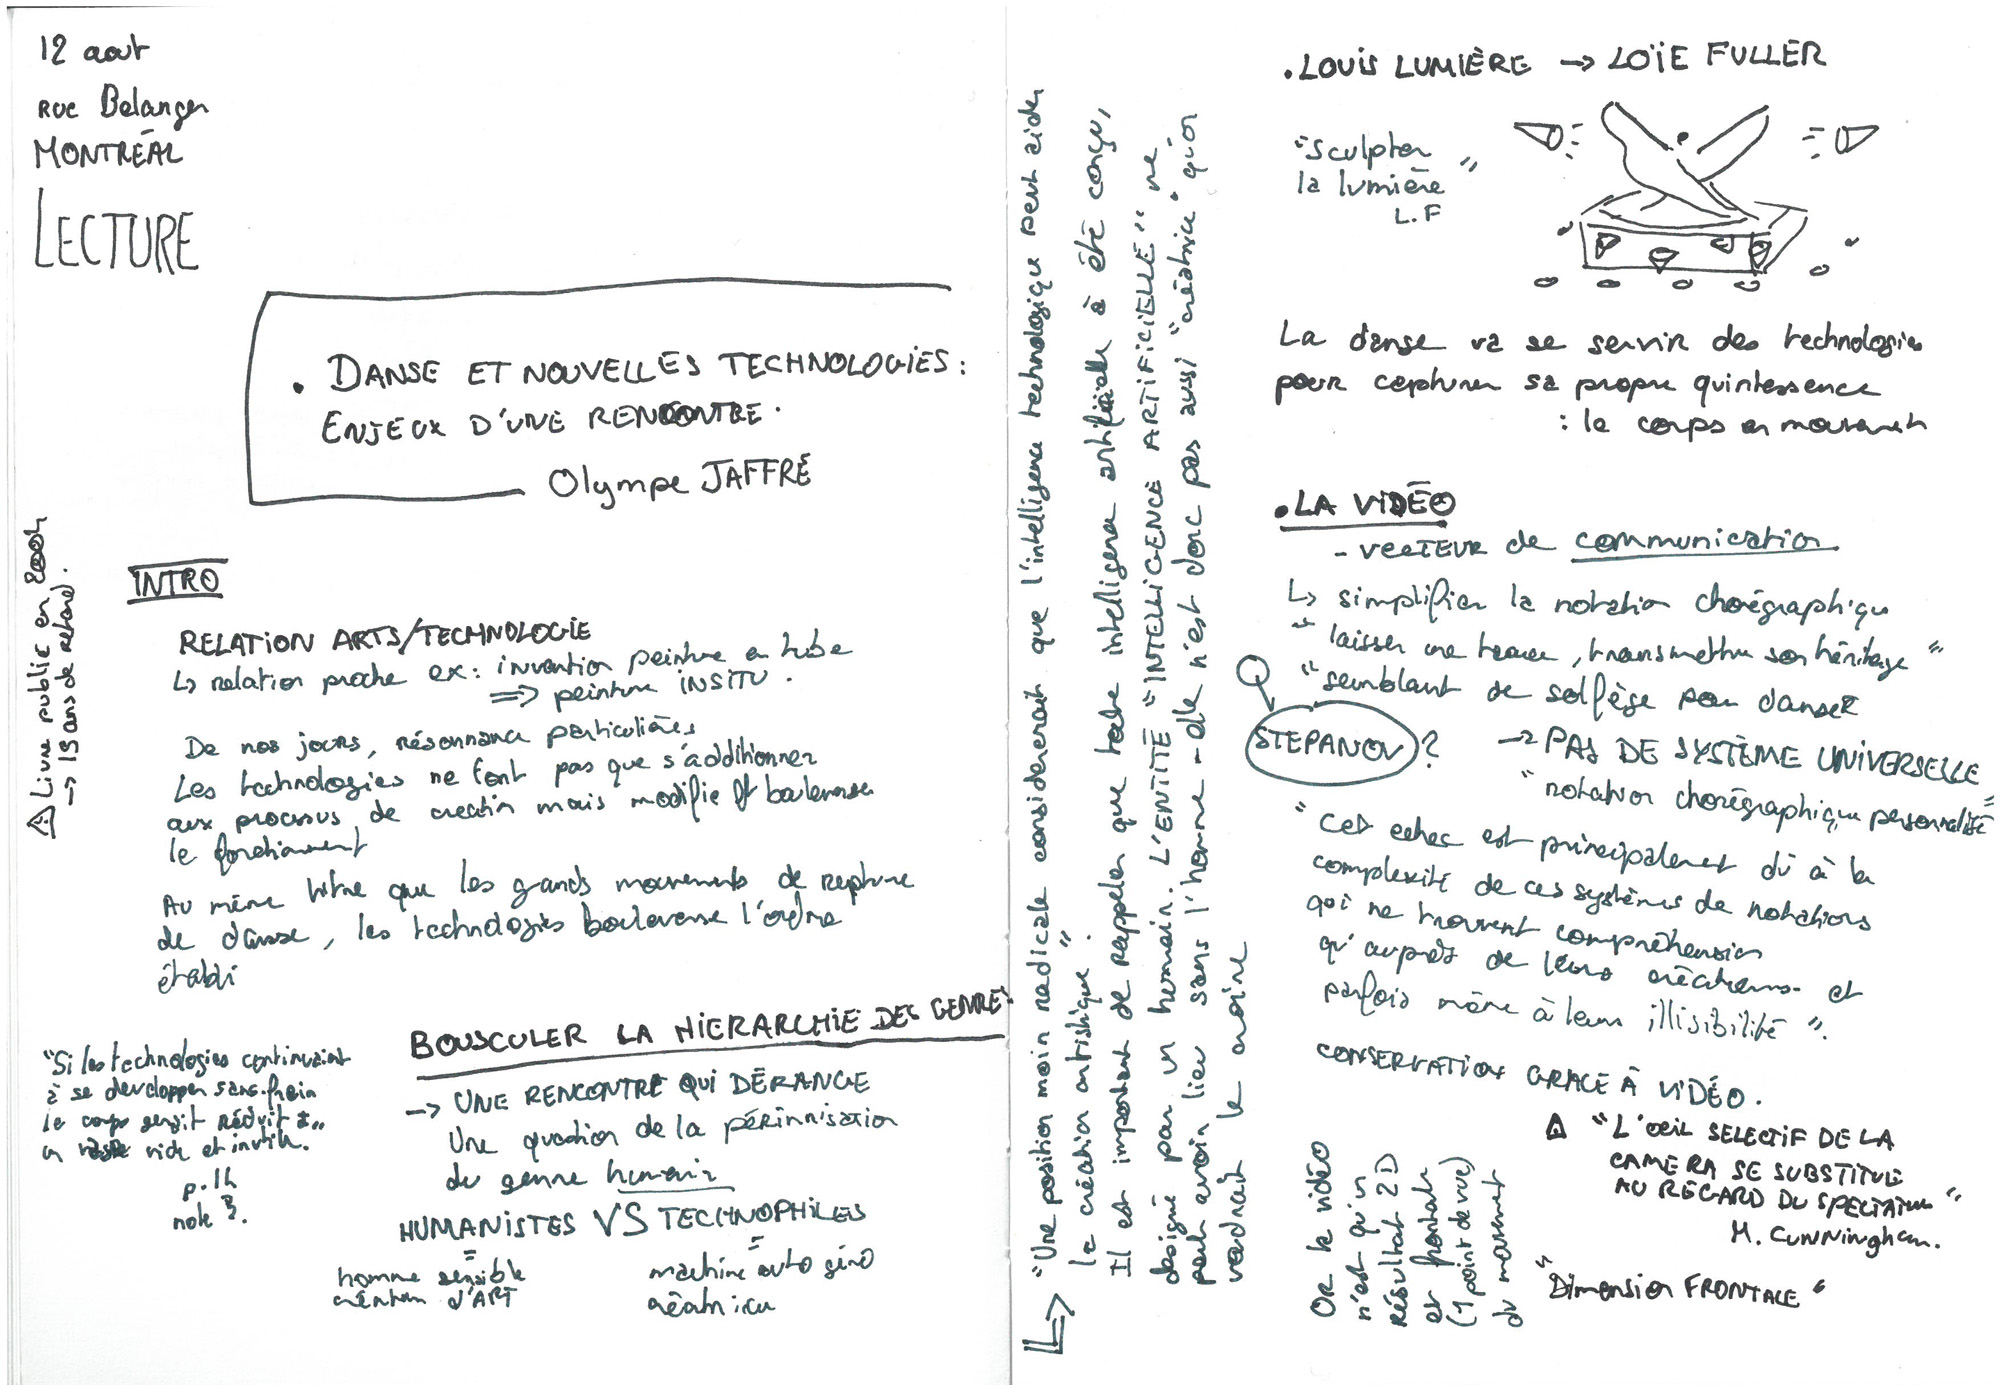 12 aout
RUE Belanger
MONTRÉAL
LECTURE
. DANSE ET NOUVELLES TECHNOLOGIES :
ENJEUX D'UNE RENCONTRE.
Olympe JAFFRÉ
⚠ Livre public en 2004
→ 15 ans de retard.
INTRO
RELATION ARTS/TECHNOLOGIE
↳ relation proche ex : invention peinture en tube
=> peinture INSITU.
De nos jours, résonnance particulières
Les technologies ne font pas que s'additionner
aux processus de creation mais modifie et bouleverse
le fonctionnement
Au même titre que les grands mouvements de rupture
de danse, les technologies bouleverse l'ordre
établi
BOUSCULER LA HIERARCHIE DES GENRE
→ UNE RENCONTRE QUI DÉRANGE
Une question de la périnnisation
du genre humain
HUMANISTES VS TECHNOPHILES
= =
homme sensible
création d'ART
machine auto géré
créatrice
"Si les technologies continuaient
à se developper sans frein
le corps serait réduit à...
un vide et inutile.
p. 14
note 3.
↳ "Une position moin radicale considererait que l'intelligence technologique peut aider
la création artistique".
Il est important de rappeler que toute intelligence artificielle à été conçu,
désigné par un humain. L'ENTITÉ "INTELLIGENCE ARTIFICIELLE" ne
peut avoir lieu sans l'homme - elle n'est donc pas aussi "créatrice" qu'on
voudrait le croire
. LOUIS LUMIÈRE → LOÏE FULLER
"Sculpter
la lumière "
L.F
La danse va se servir des technologies
pour capturer sa propre quintessence
: le corps en mouvement
. LA VIDÉO
- VECTEUR de communication
↳ simplifier la notation chorégraphique
" laisser une trace, transmettre son héritage "
"semblant de solfège pour danser
STEPANOV ?
→ PAS DE SYSTÈME UNIVERSELLE
" notation chorégraphique personnalisé "
" Cet echec est principalement dû à la
complexité de ces systèmes de notations
qui ne trouvent compréhension
qu'auprès de leurs créateurs et
parfois même à leur illisibilité ".
CONSERVATION GRACE À VIDÉO.
⚠ "L'OEIL SELECTIF DE LA
CAMERA SE SUBSTITUE
AU REGARD DU SPECTATEUR "
M. CUNNINGHAM.
"Dimension FRONTALE "
OR la vidéo
n'est qu'un
résultat 2D
et frontale
(1 point de vue)
du mouvement